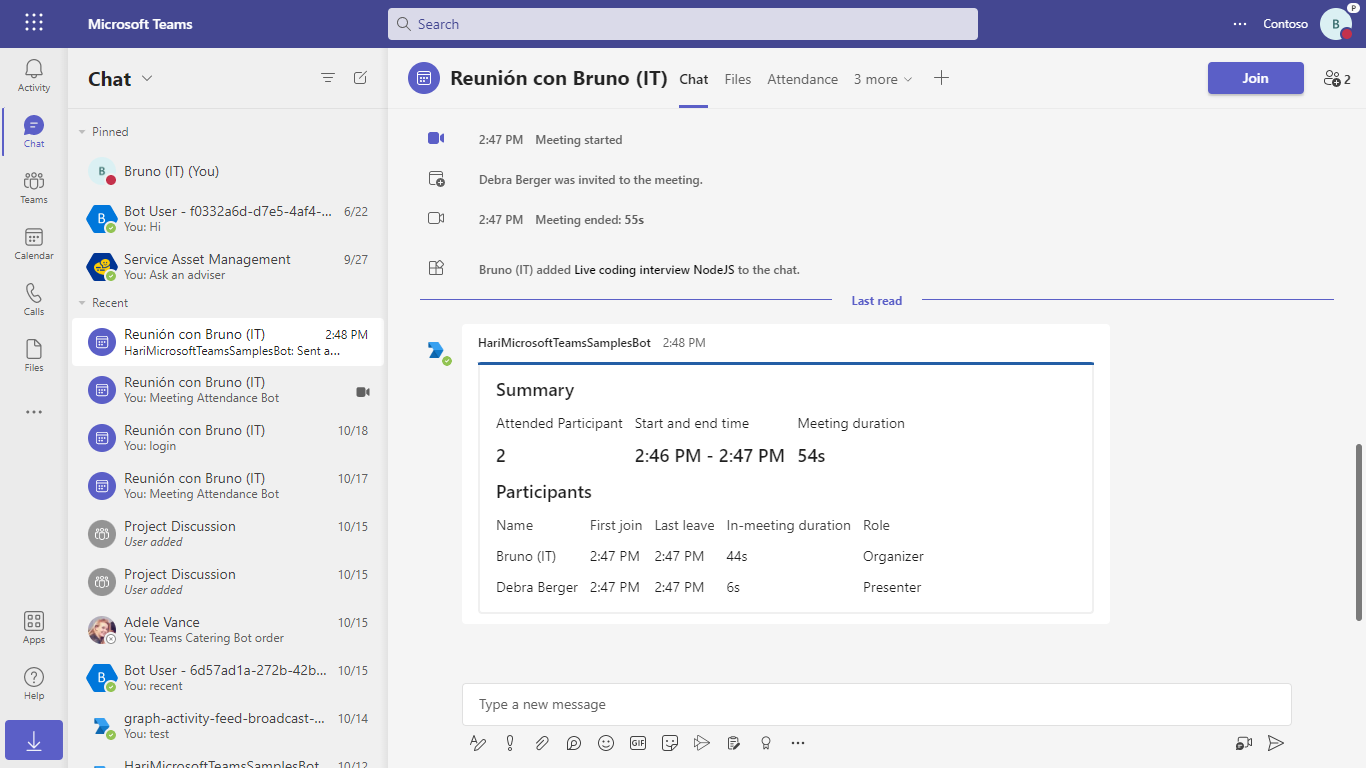 Microsoft Teams
Search
Contoso
B
P
Activity
Chat
Teams
Calendar
Calls
Files
Apps
Help
Chat
Pinned
B
Bruno (IT) (You)
B
Bot User - f0332a6d-d7e5-4af4-...
6/22
You: Hi
Service Asset Management
9/27
You: Ask an adviser
Recent
Reunión con Bruno (IT)
2:48 PM
HariMicrosoftTeamsSamplesBot: Sent a...
Reunión con Bruno (IT)
You: Meeting Attendance Bot
Reunión con Bruno (IT)
10/18
You: login
Reunión con Bruno (IT)
10/17
You: Meeting Attendance Bot
Project Discussion
10/15
User added
Project Discussion
10/15
User added
Adele Vance
10/15
You: Teams Catering Bot order
B
Bot User - 6d57ad1a-272b-42b...
10/15
You: recent
graph-activity-feed-broadcast-...
10/14
You: test
HariMicrosoftTeamsSamplesBot
10/12
Reunión con Bruno (IT)
Chat
Files
Attendance
3 more
Join
2
2:47 PM Meeting started
Debra Berger was invited to the meeting.
2:47 PM Meeting ended: 55s
Bruno (IT) added Live coding interview NodeJS to the chat.
Last read
HariMicrosoftTeamsSamplesBot 2:48 PM
Summary
Attended Participant Start and end time Meeting duration
2 2:46 PM - 2:47 PM 54s
Participants
Name First join Last leave In-meeting duration Role
Bruno (IT) 2:47 PM 2:47 PM 44s Organizer
Debra Berger 2:47 PM 2:47 PM 6s Presenter
Type a new message
GIF